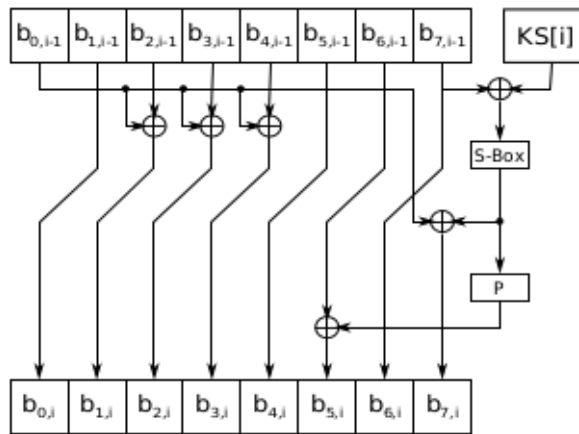 b0,i-1 b1,i-1 b2,i-1 b3,i-1 b4,i-1 b5,i-1 b6,i-1 b7,i-1 KS[i]
S-Box
P
b0,i b1,i b2,i b3,i b4,i b5,i b6,i b7,i